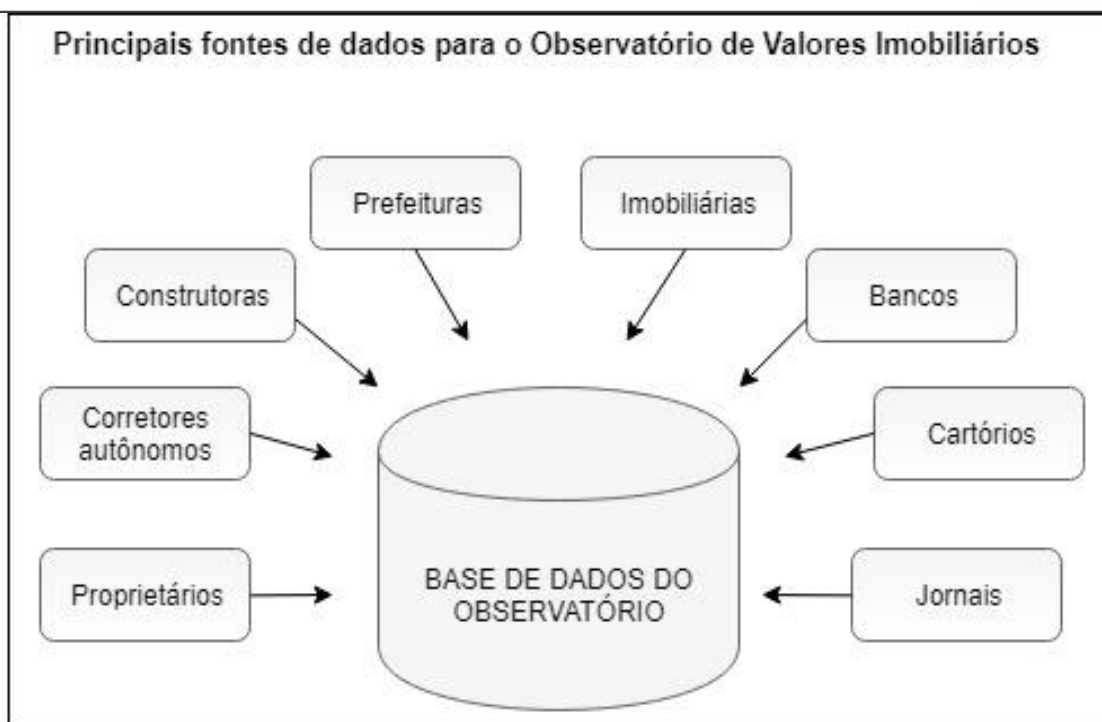 Principais fontes de dados para o Observatório de Valores Imobiliários
Prefeituras
Imobiliárias
Construtoras
Bancos
Corretores
autônomos
Cartórios
Proprietários
BASE DE DADOS DO
OBSERVATÓRIO
Jornais